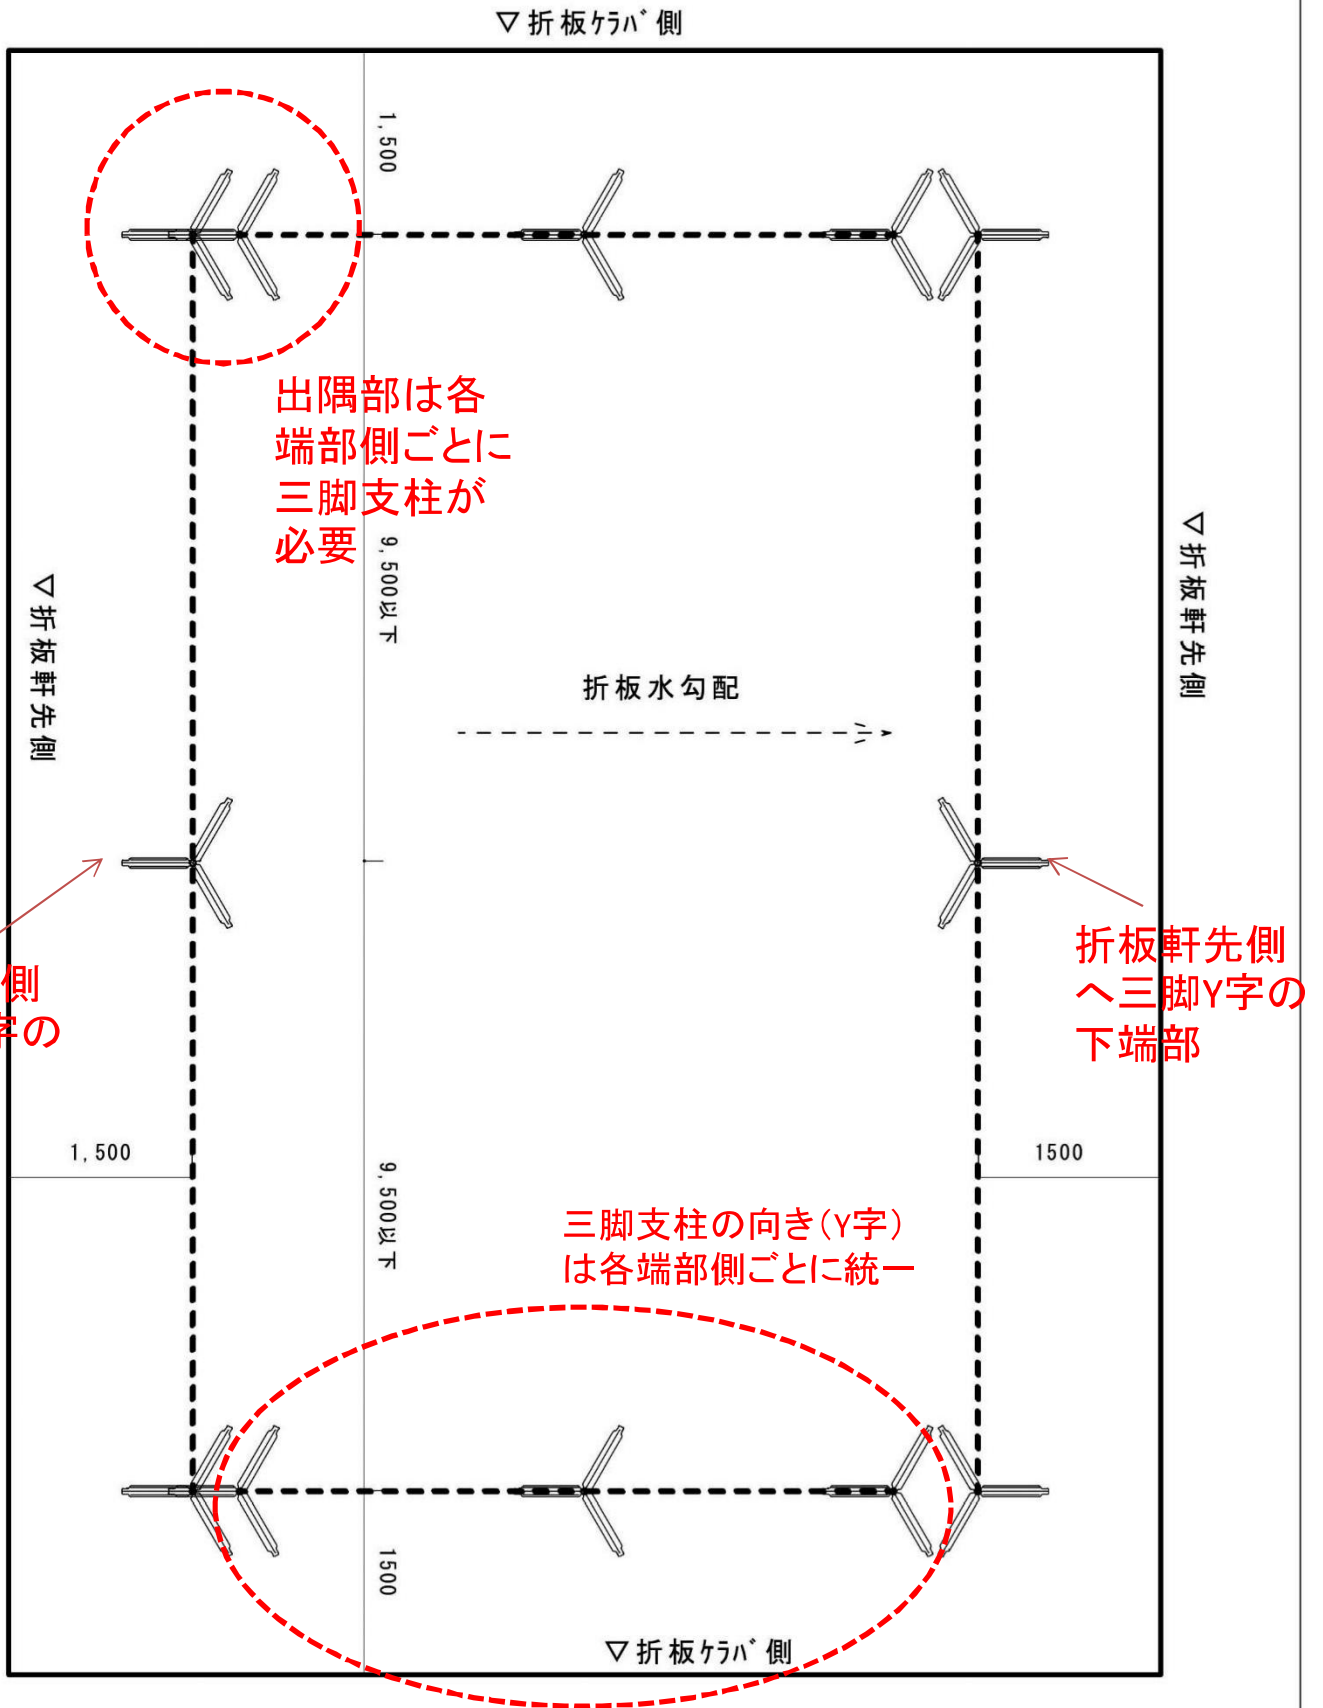 ▽折板ｹﾗﾊﾞ側
1,500
出隅部は各
端部側ごとに
三脚支柱が
必要
9,500以下
▽折板軒先側
▽折板軒先側
折板水勾配
側
字の
折板軒先側
へ三脚Y字の
下端部
1,500
1500
9,500以下
三脚支柱の向き(Y字)
は各端部側ごとに統一
1500
▽折板ｹﾗﾊﾞ側